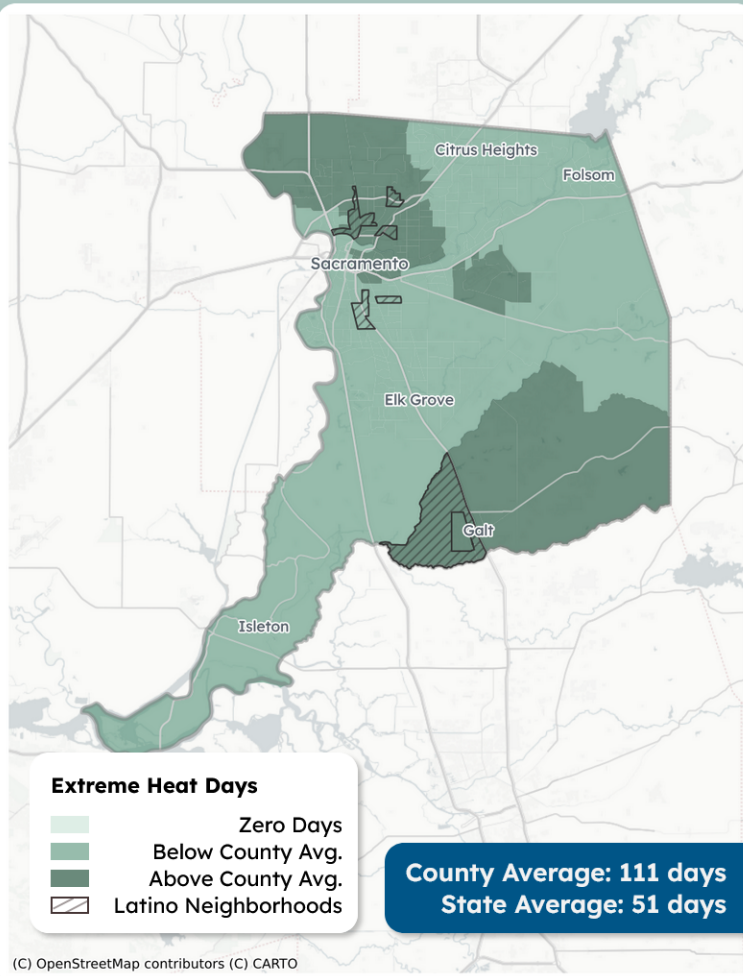 Citrus Heights
Folsom
Sacramento
Elk Grove
Galt
Isleton
Extreme Heat Days
Zero Days
Below County Avg.
Above County Avg.
Latino Neighborhoods
County Average: 111 days
State Average: 51 days
(C) OpenStreetMap contributors (C) CARTO